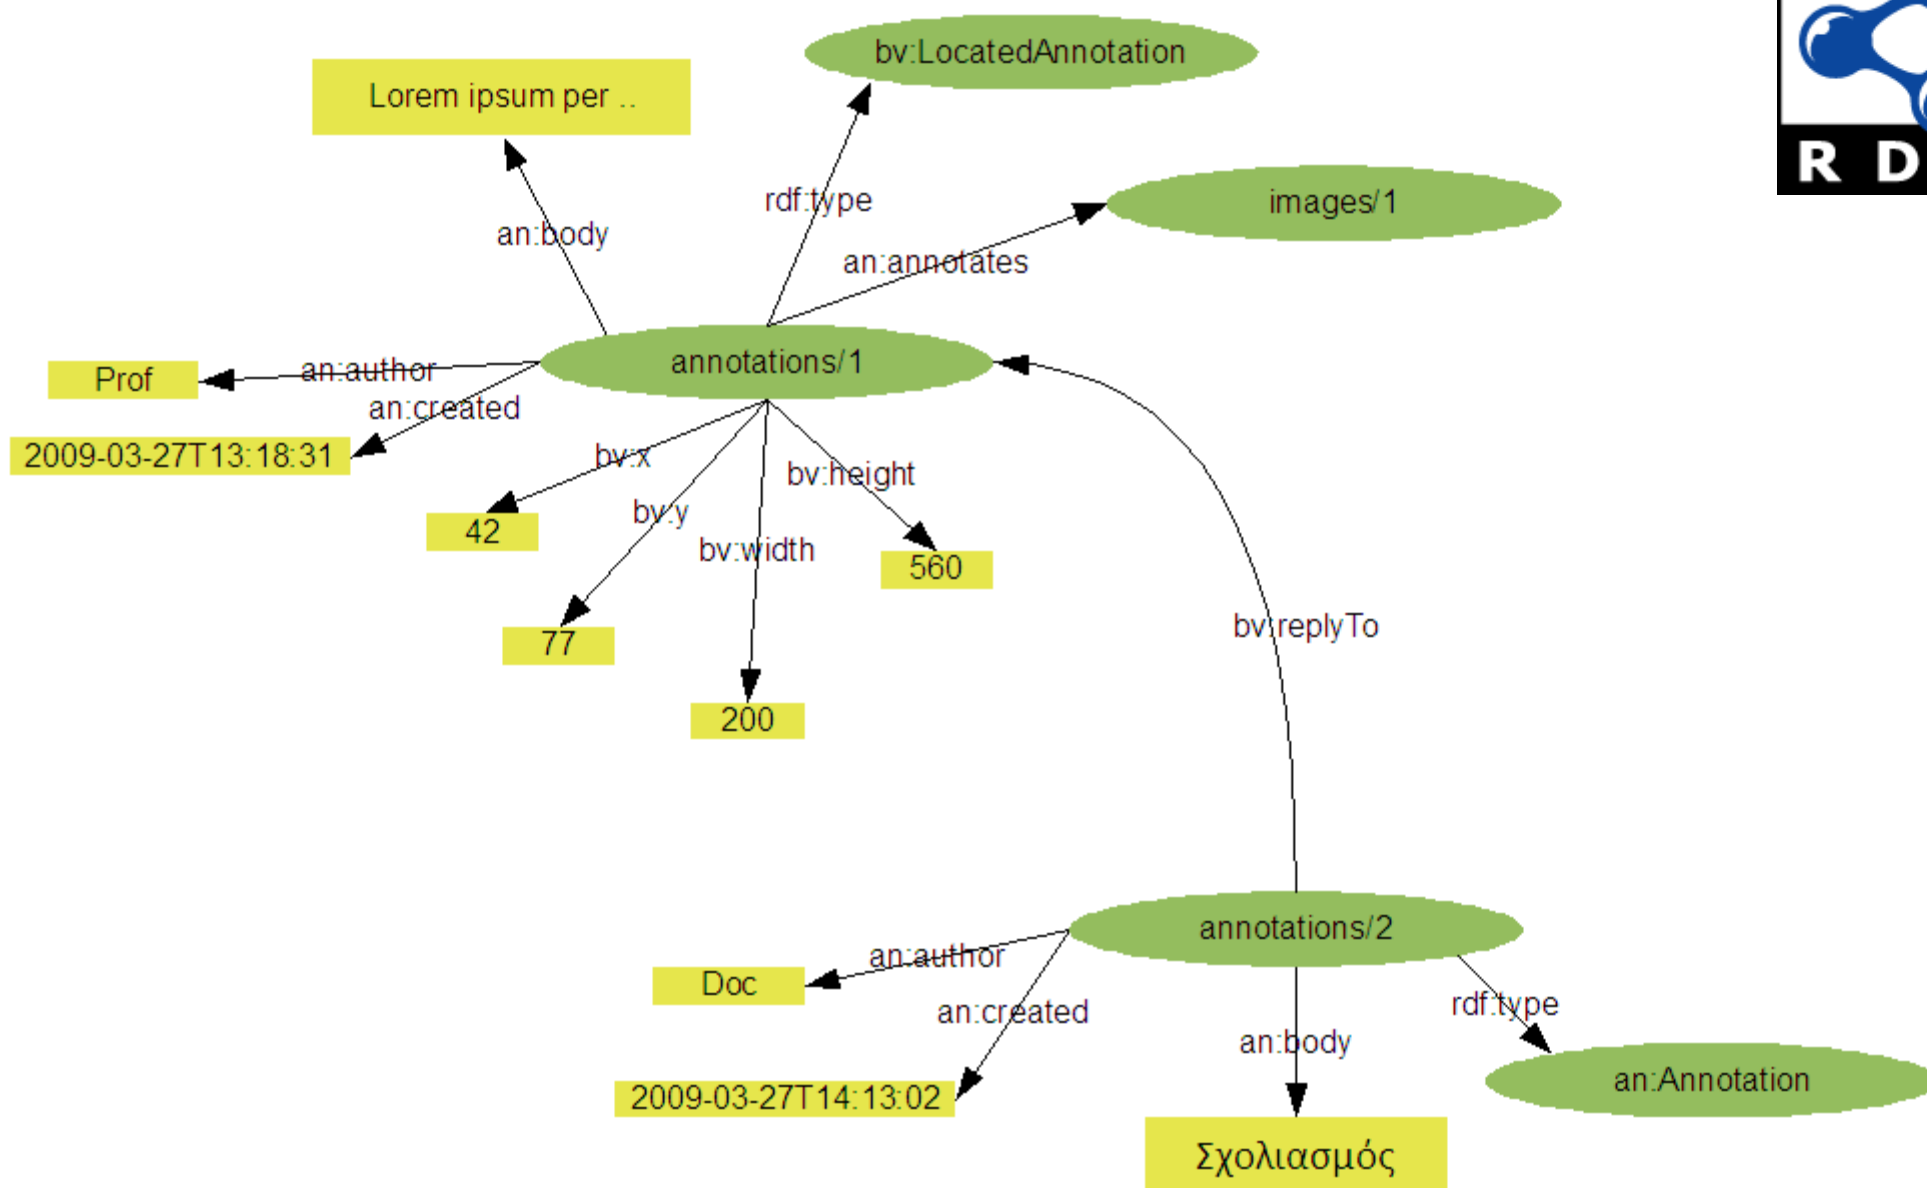 bv:LocatedAnnotation
Lorem ipsum per ..
R D
rdf:type
images/1
an:body
an:annotates
annotations/1
Prof
an:author
an:created
2009-03-27T13:18:31
bv:x
bv:height
bv:y
42
bv:width
560
77
bv:replyTo
200
annotations/2
an:author
Doc
an:created
rdf:type
an:body
an:Annotation
2009-03-27T14:13:02
Σχολιασμός